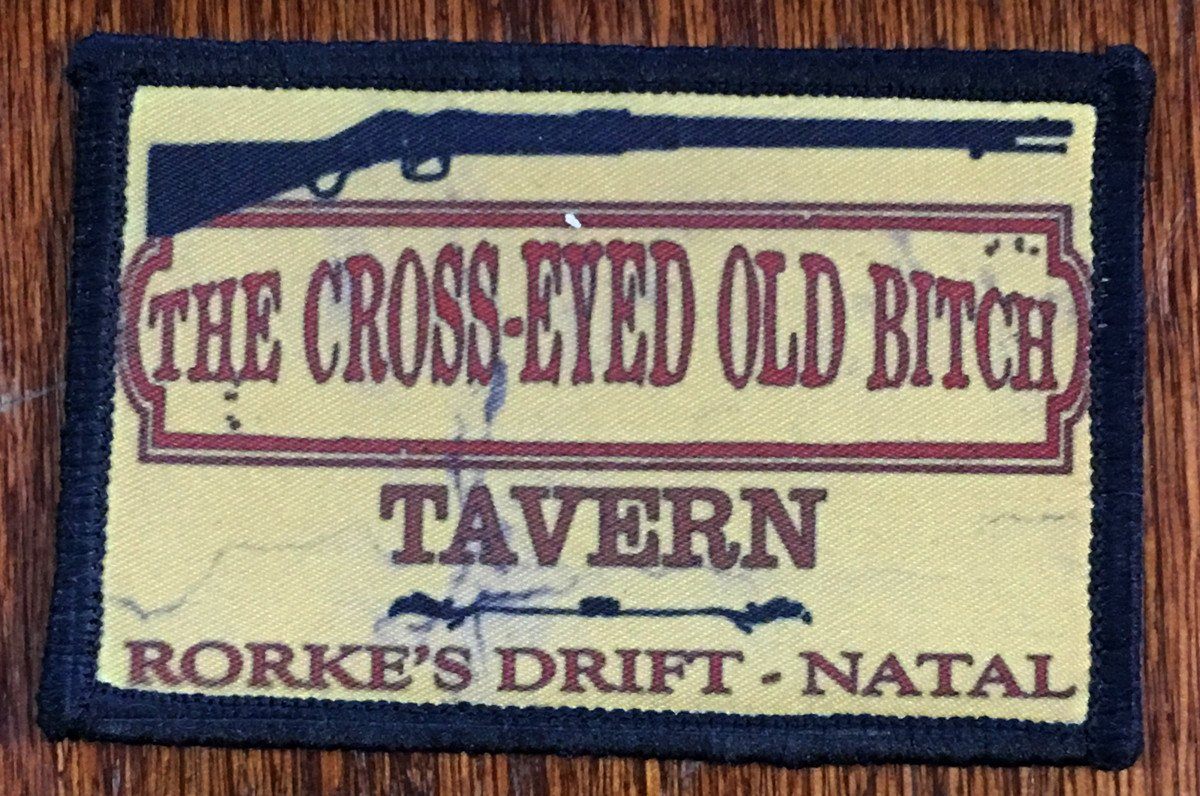 THE CROSS-EYED OLD BITCH
TAVERN
RORKE'S DRIFT - NATAL